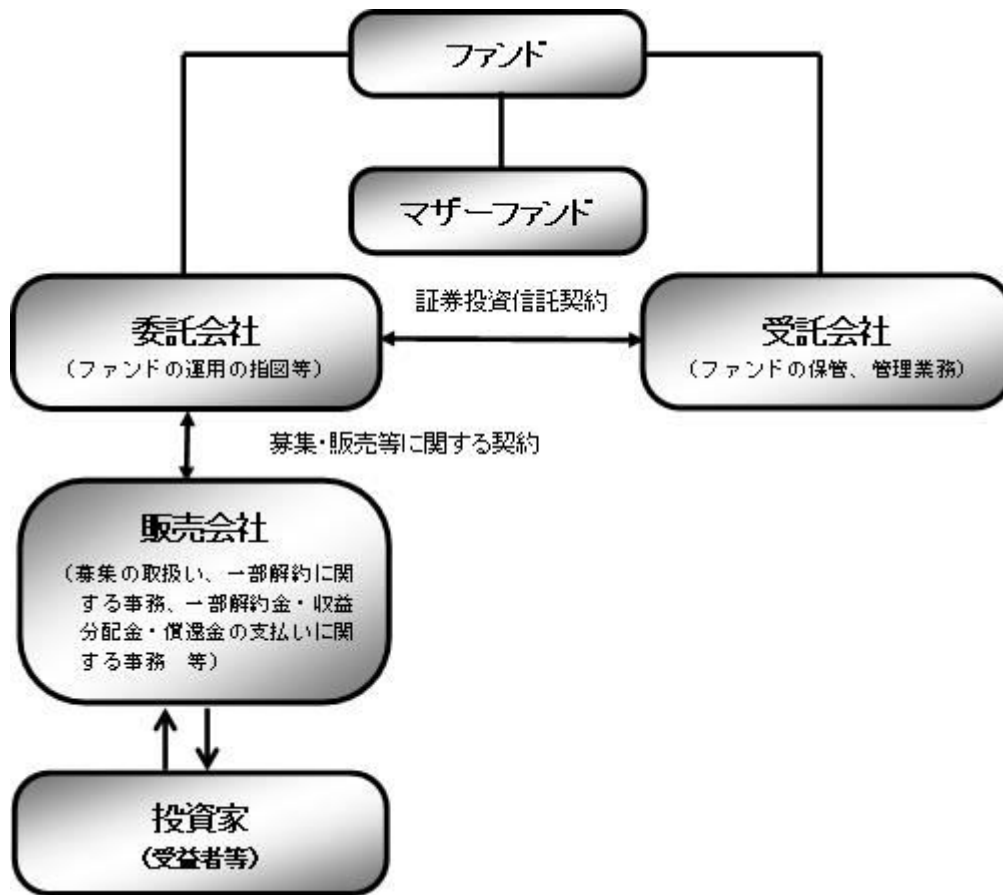 ファンド
マザーファンド
証券投資信託契約
委託会社
（ファンドの運用の指図等）
受託会社
（ファンドの保管、管理業務）
募集・販売等に関する契約
販売会社
（募集の取扱い、一部解約に関
する事務、一部解約金・収益
分配金・償還金の支払いに関
する事務　等）
投資家
（受益者等）